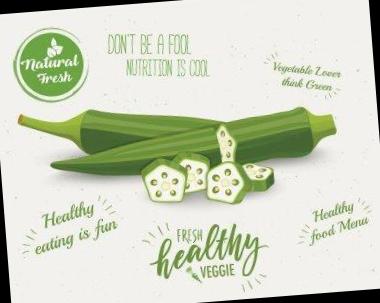 Natural
Fresh
DON'T BE A FOOL
NUTRITION IS COOL
Vegetable Lover
think Green
Healthy
eating is fun
FRESH
healthy
VEGGIE
Healthy
food Menu